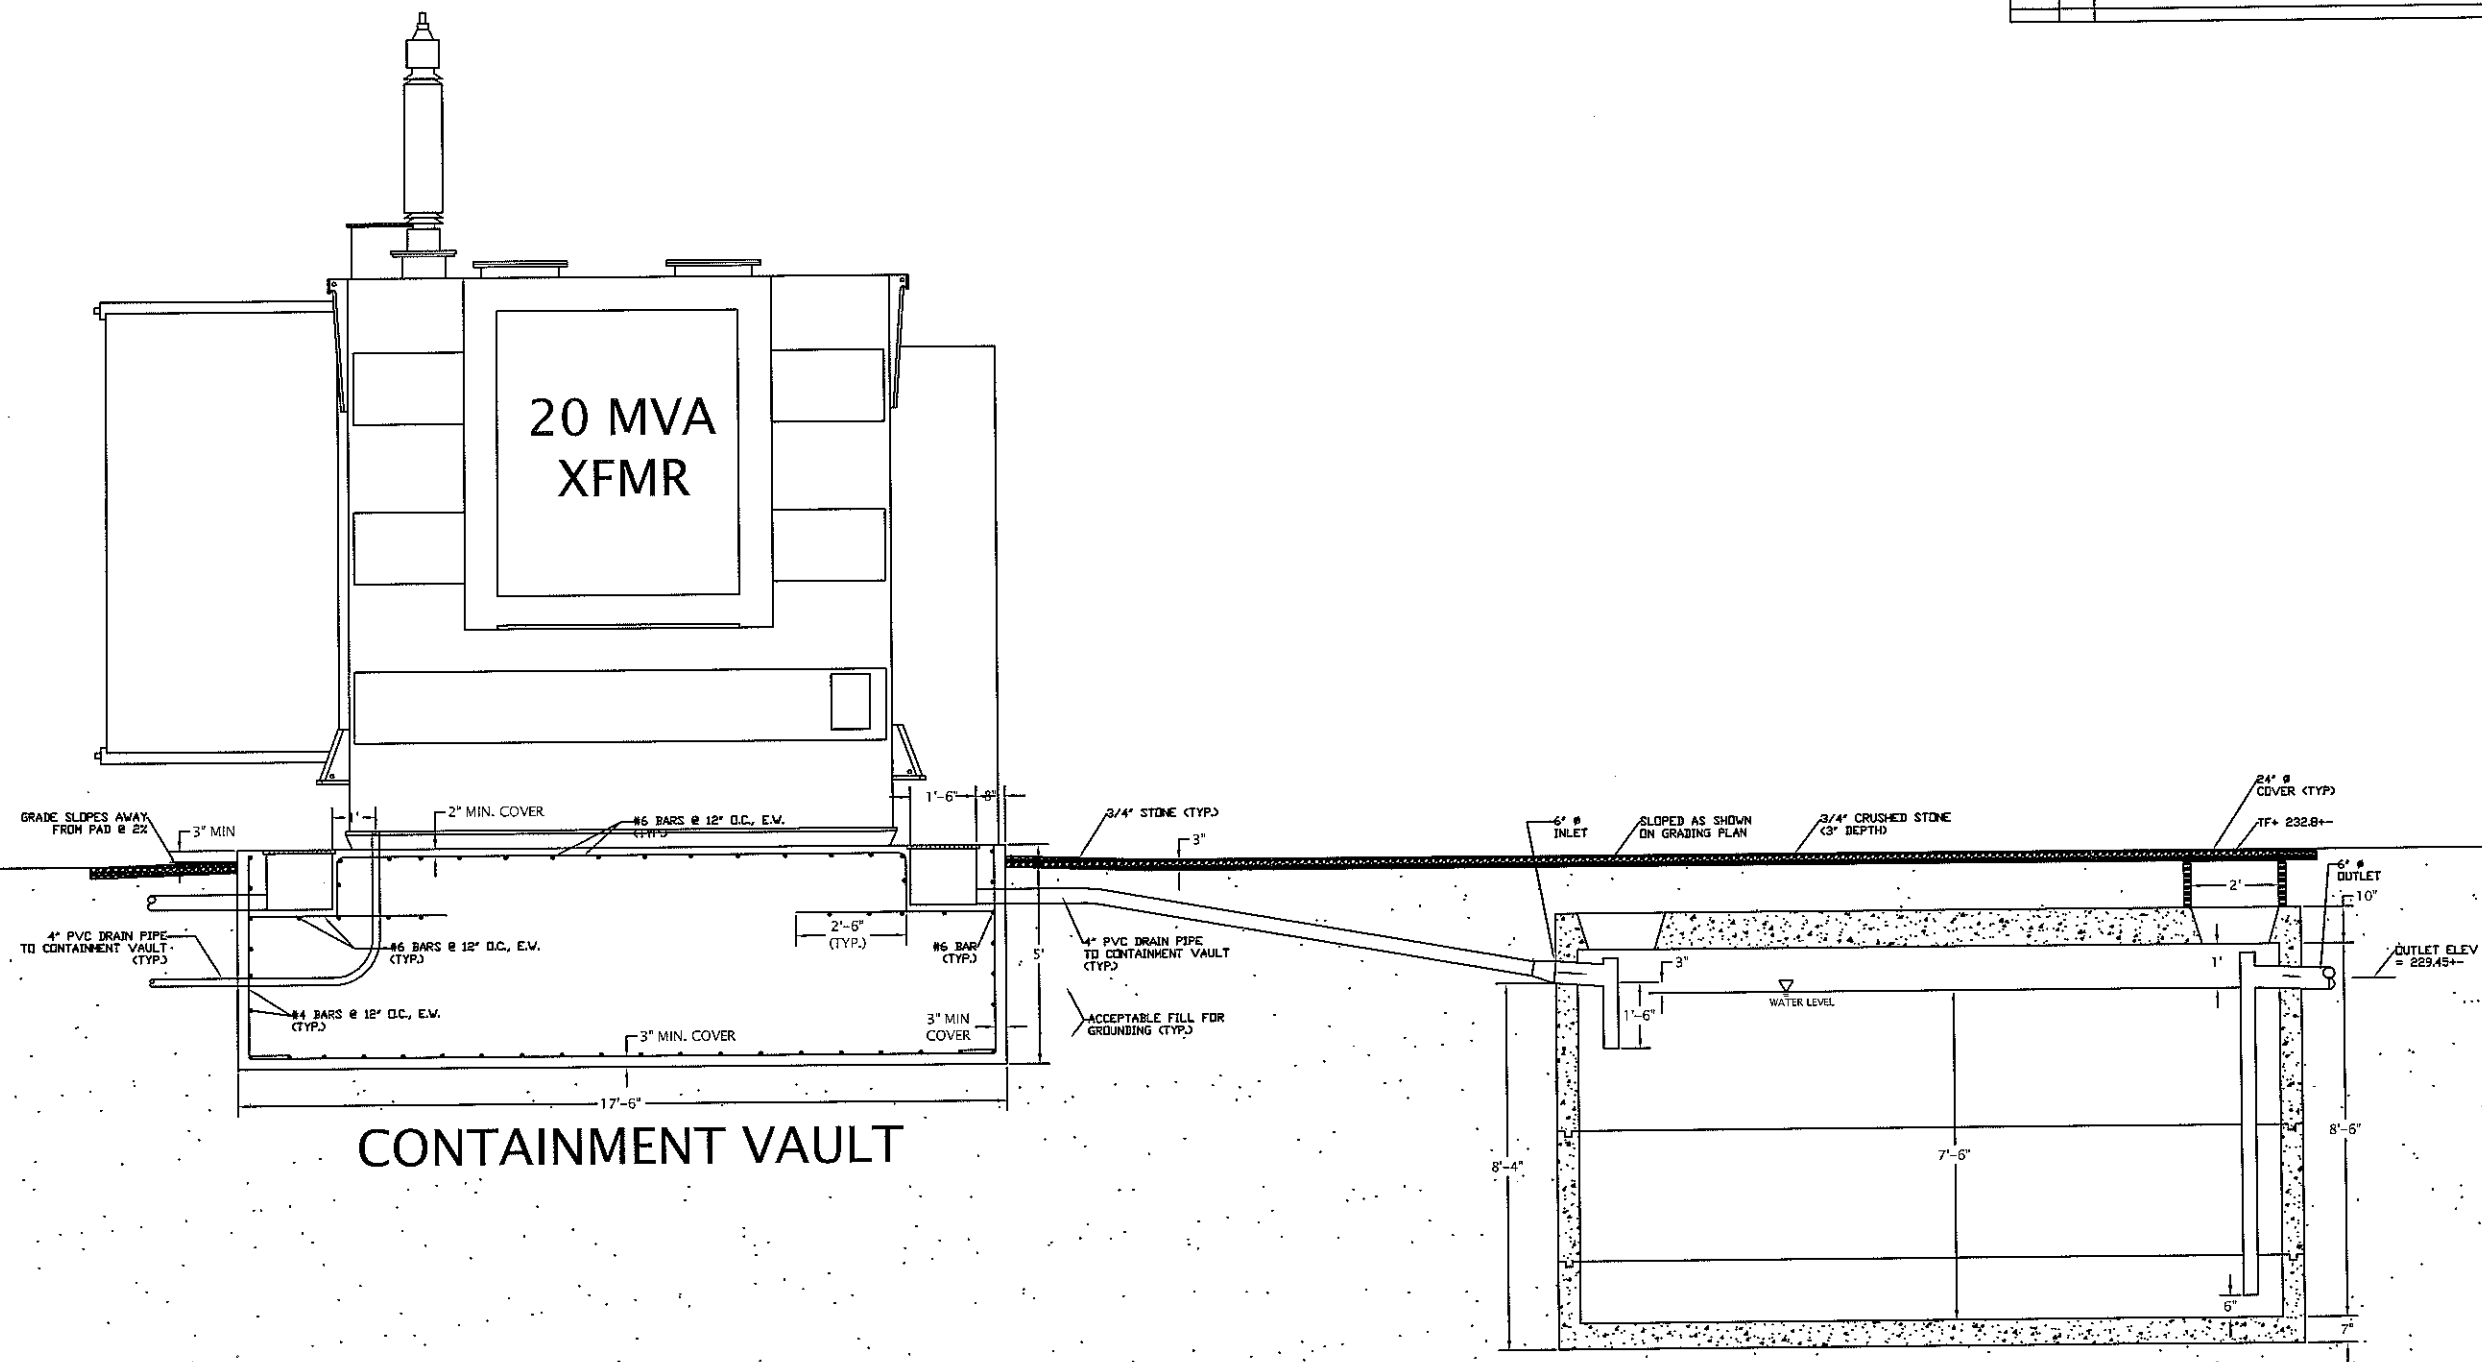 20 MVA
XFMR
GRADE SLOPES AWAY
FROM PAD @ 2%
3" MIN
1'
2" MIN. COVER
#6 BARS @ 12" O.C., E.W.
(TYP.)
1'-6"
8"
3/4" STONE (TYP.)
3"
6" Ø
INLET
SLOPED AS SHOWN
ON GRADING PLAN
3/4" CRUSHED STONE
(3" DEPTH)
24" Ø
COVER (TYP)
TF+ 232.8+-
6" Ø
OUTLET
2'
10"
4" PVC DRAIN PIPE
TO CONTAINMENT VAULT
(TYP.)
#6 BARS @ 12" O.C., E.W.
(TYP.)
2'-6"
(TYP.)
#6 BAR
(TYP.)
5'
4" PVC DRAIN PIPE
TO CONTAINMENT VAULT
(TYP.)
3"
1'
OUTLET ELEV
= 229.45+-
WATER LEVEL
1'-6"
#4 BARS @ 12" O.C., E.W.
(TYP.)
3" MIN. COVER
3" MIN
COVER
ACCEPTABLE FILL FOR
GROUNDING (TYP.)
17'-6"
CONTAINMENT VAULT
8'-4"
7'-6"
8'-6"
6"
7"